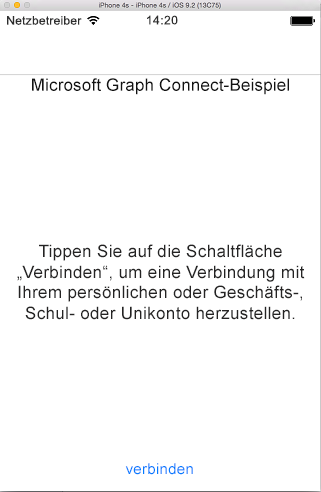 iPhone 4s - iPhone 4s / iOS 9.2 (13C75)
Netzbetreiber 14:20
Microsoft Graph Connect-Beispiel
Tippen Sie auf die Schaltfläche
„Verbinden“, um eine Verbindung mit
Ihrem persönlichen oder Geschäfts-,
Schul- oder Unikonto herzustellen.
verbinden